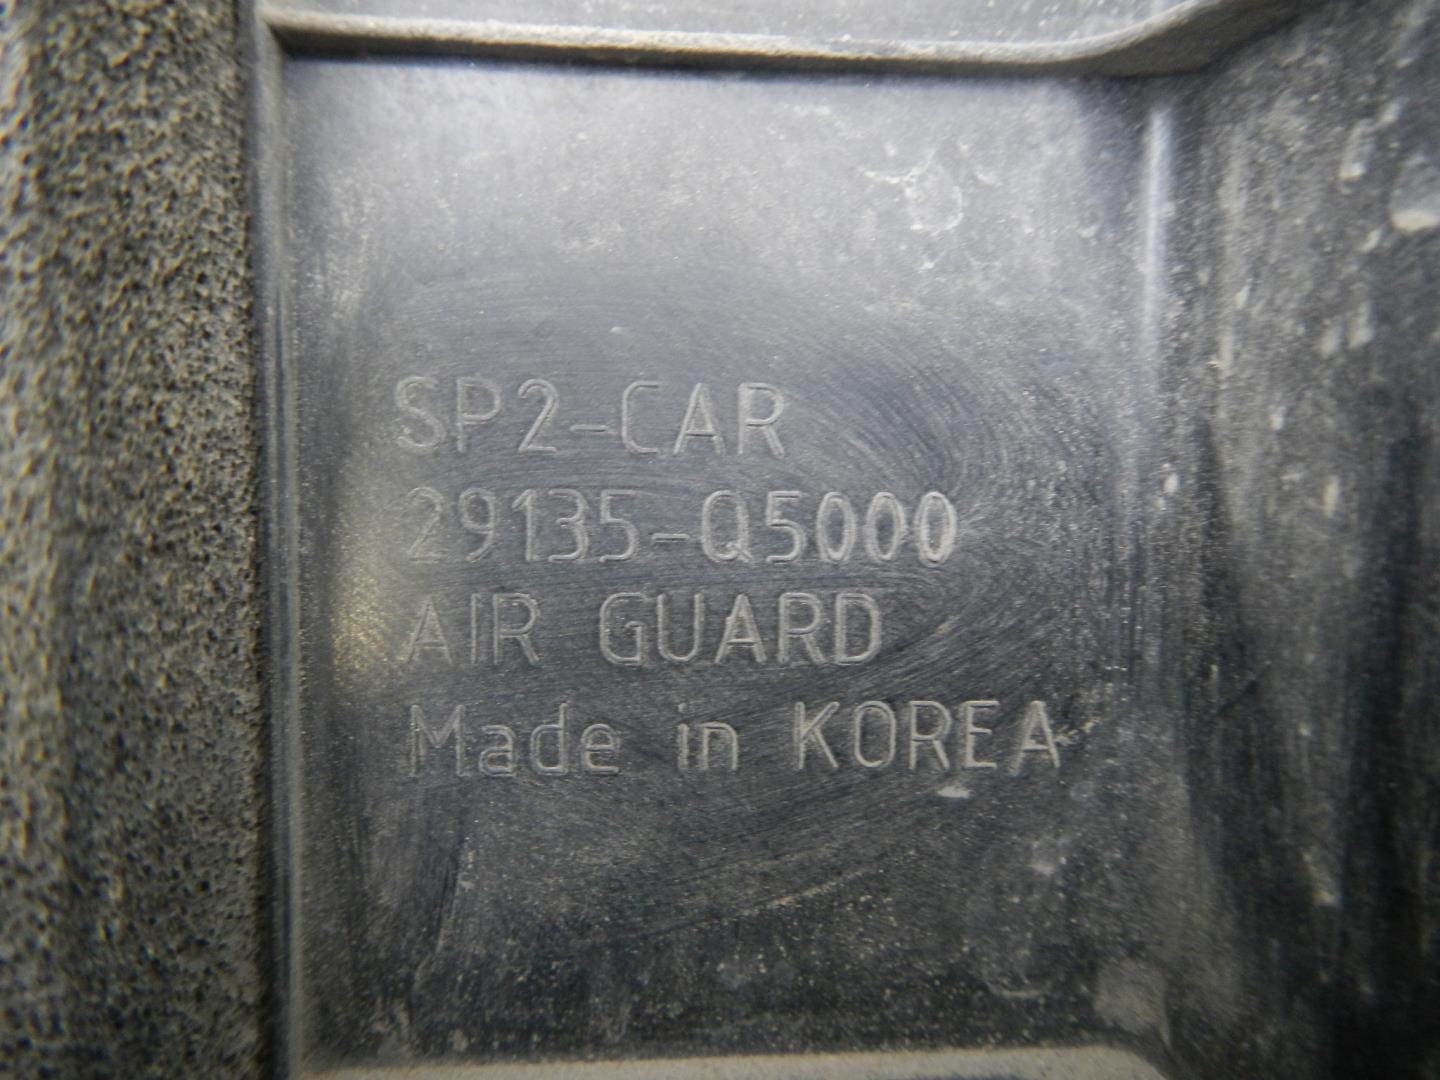 SP2-CAR
29135-Q5000
AIR GUARD
Made in KOREA